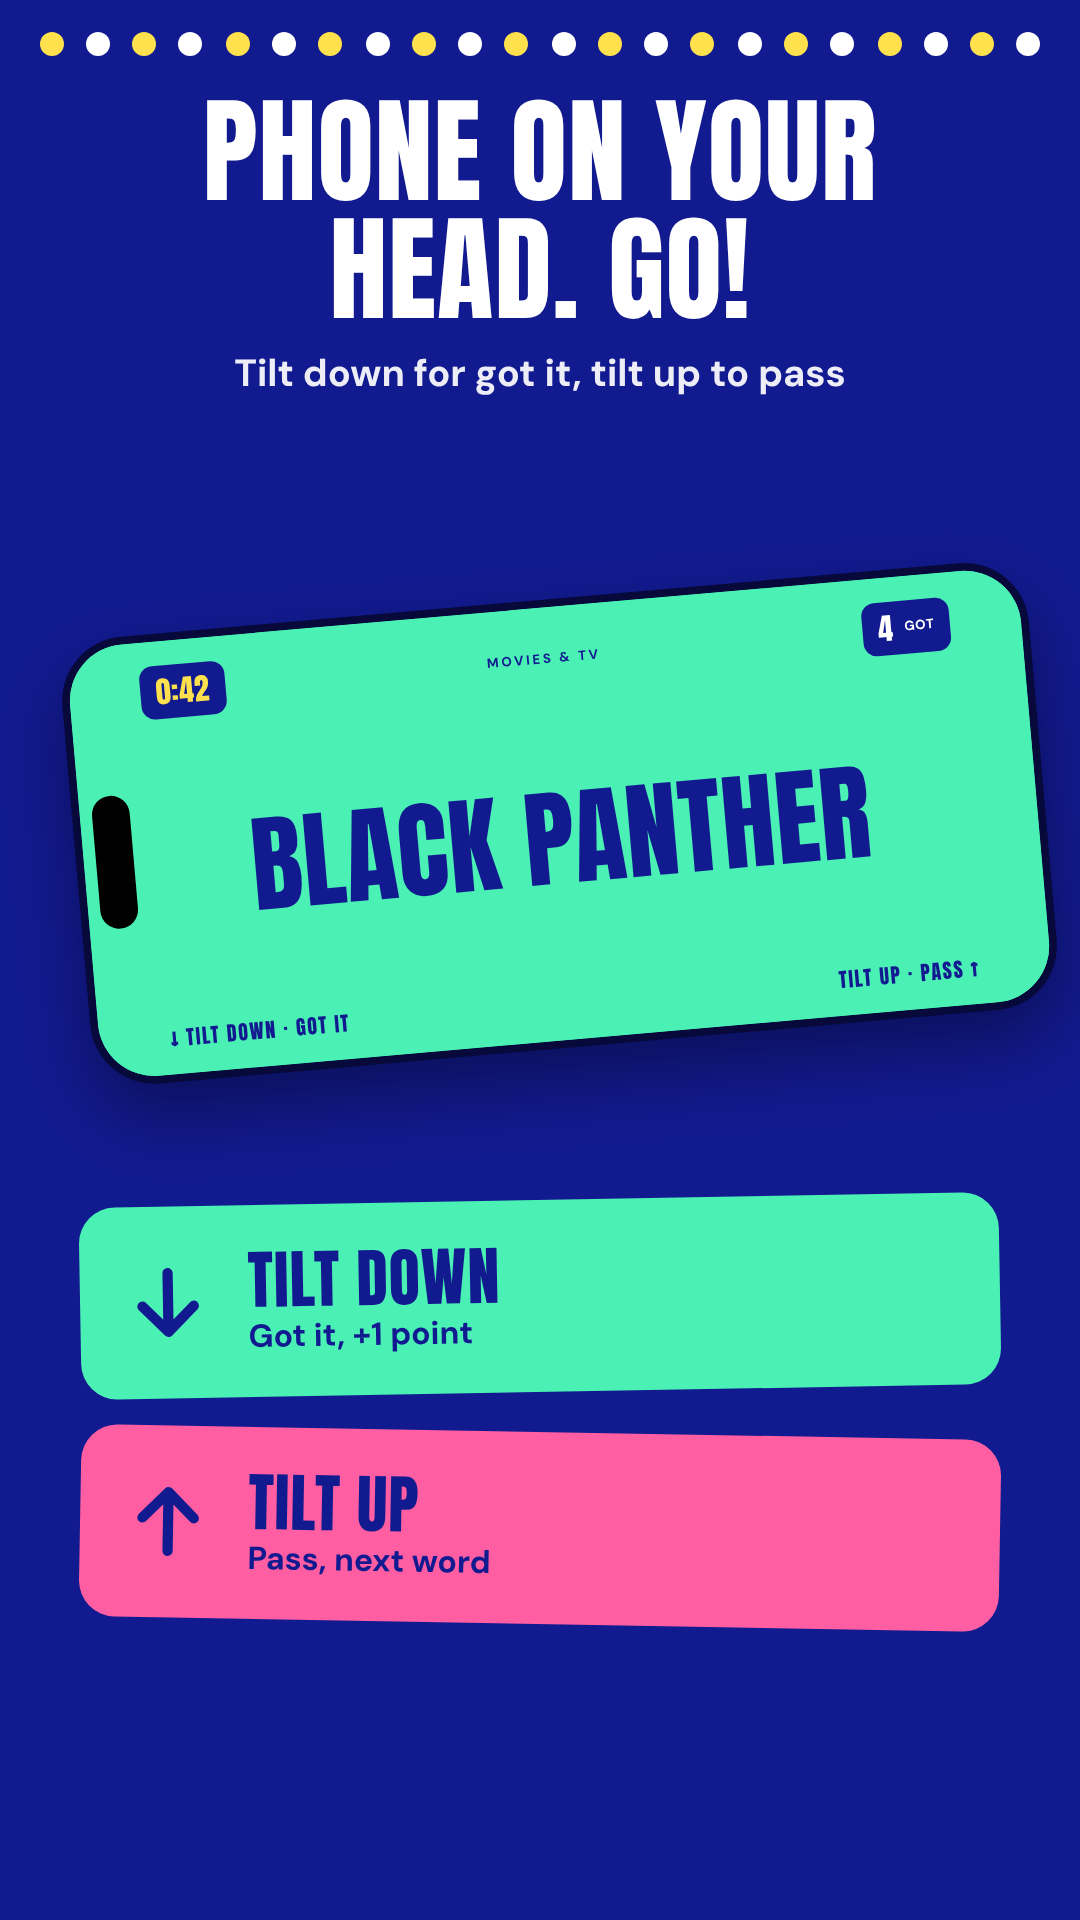 PHONE ON YOUR
HEAD. GO!
Tilt down for got it, tilt up to pass
0:42
MOVIES & TV
4 GOT
BLACK PANTHER
↓ TILT DOWN · GOT IT
TILT UP · PASS ↑
TILT DOWN
Got it, +1 point
TILT UP
Pass, next word